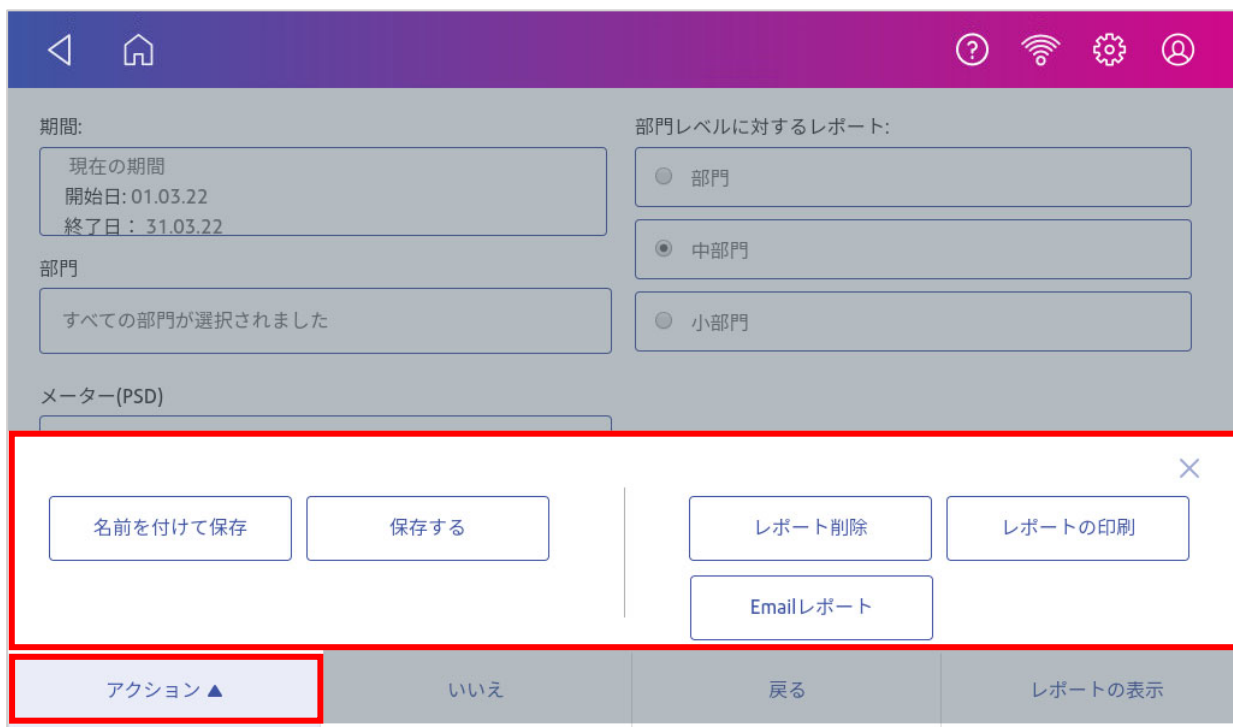 期間:
現在の期間
開始日: 01.03.22
終了日： 31.03.22
部門
すべての部門が選択されました
メーター(PSD)
部門レベルに対するレポート:
部門
中部門
小部門
名前を付けて保存
保存する
レポート削除
レポートの印刷
Emailレポート
アクション ▲
いいえ
戻る
レポートの表示